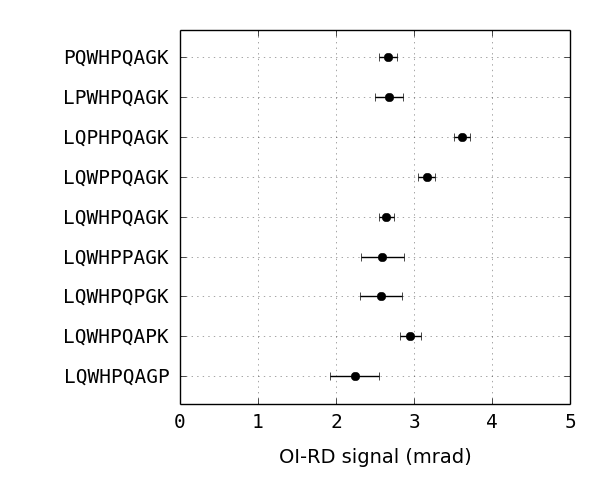 PQWHPQAGK
LPWHPQAGK
LQPHPQAGK
LQWPPQAGK
LQWHPQAGK
LQWHPPAGK
LQWHPQPGK
LQWHPQAPK
LQWHPQAGP
0 1 2 3 4 5
OI-RD signal (mrad)